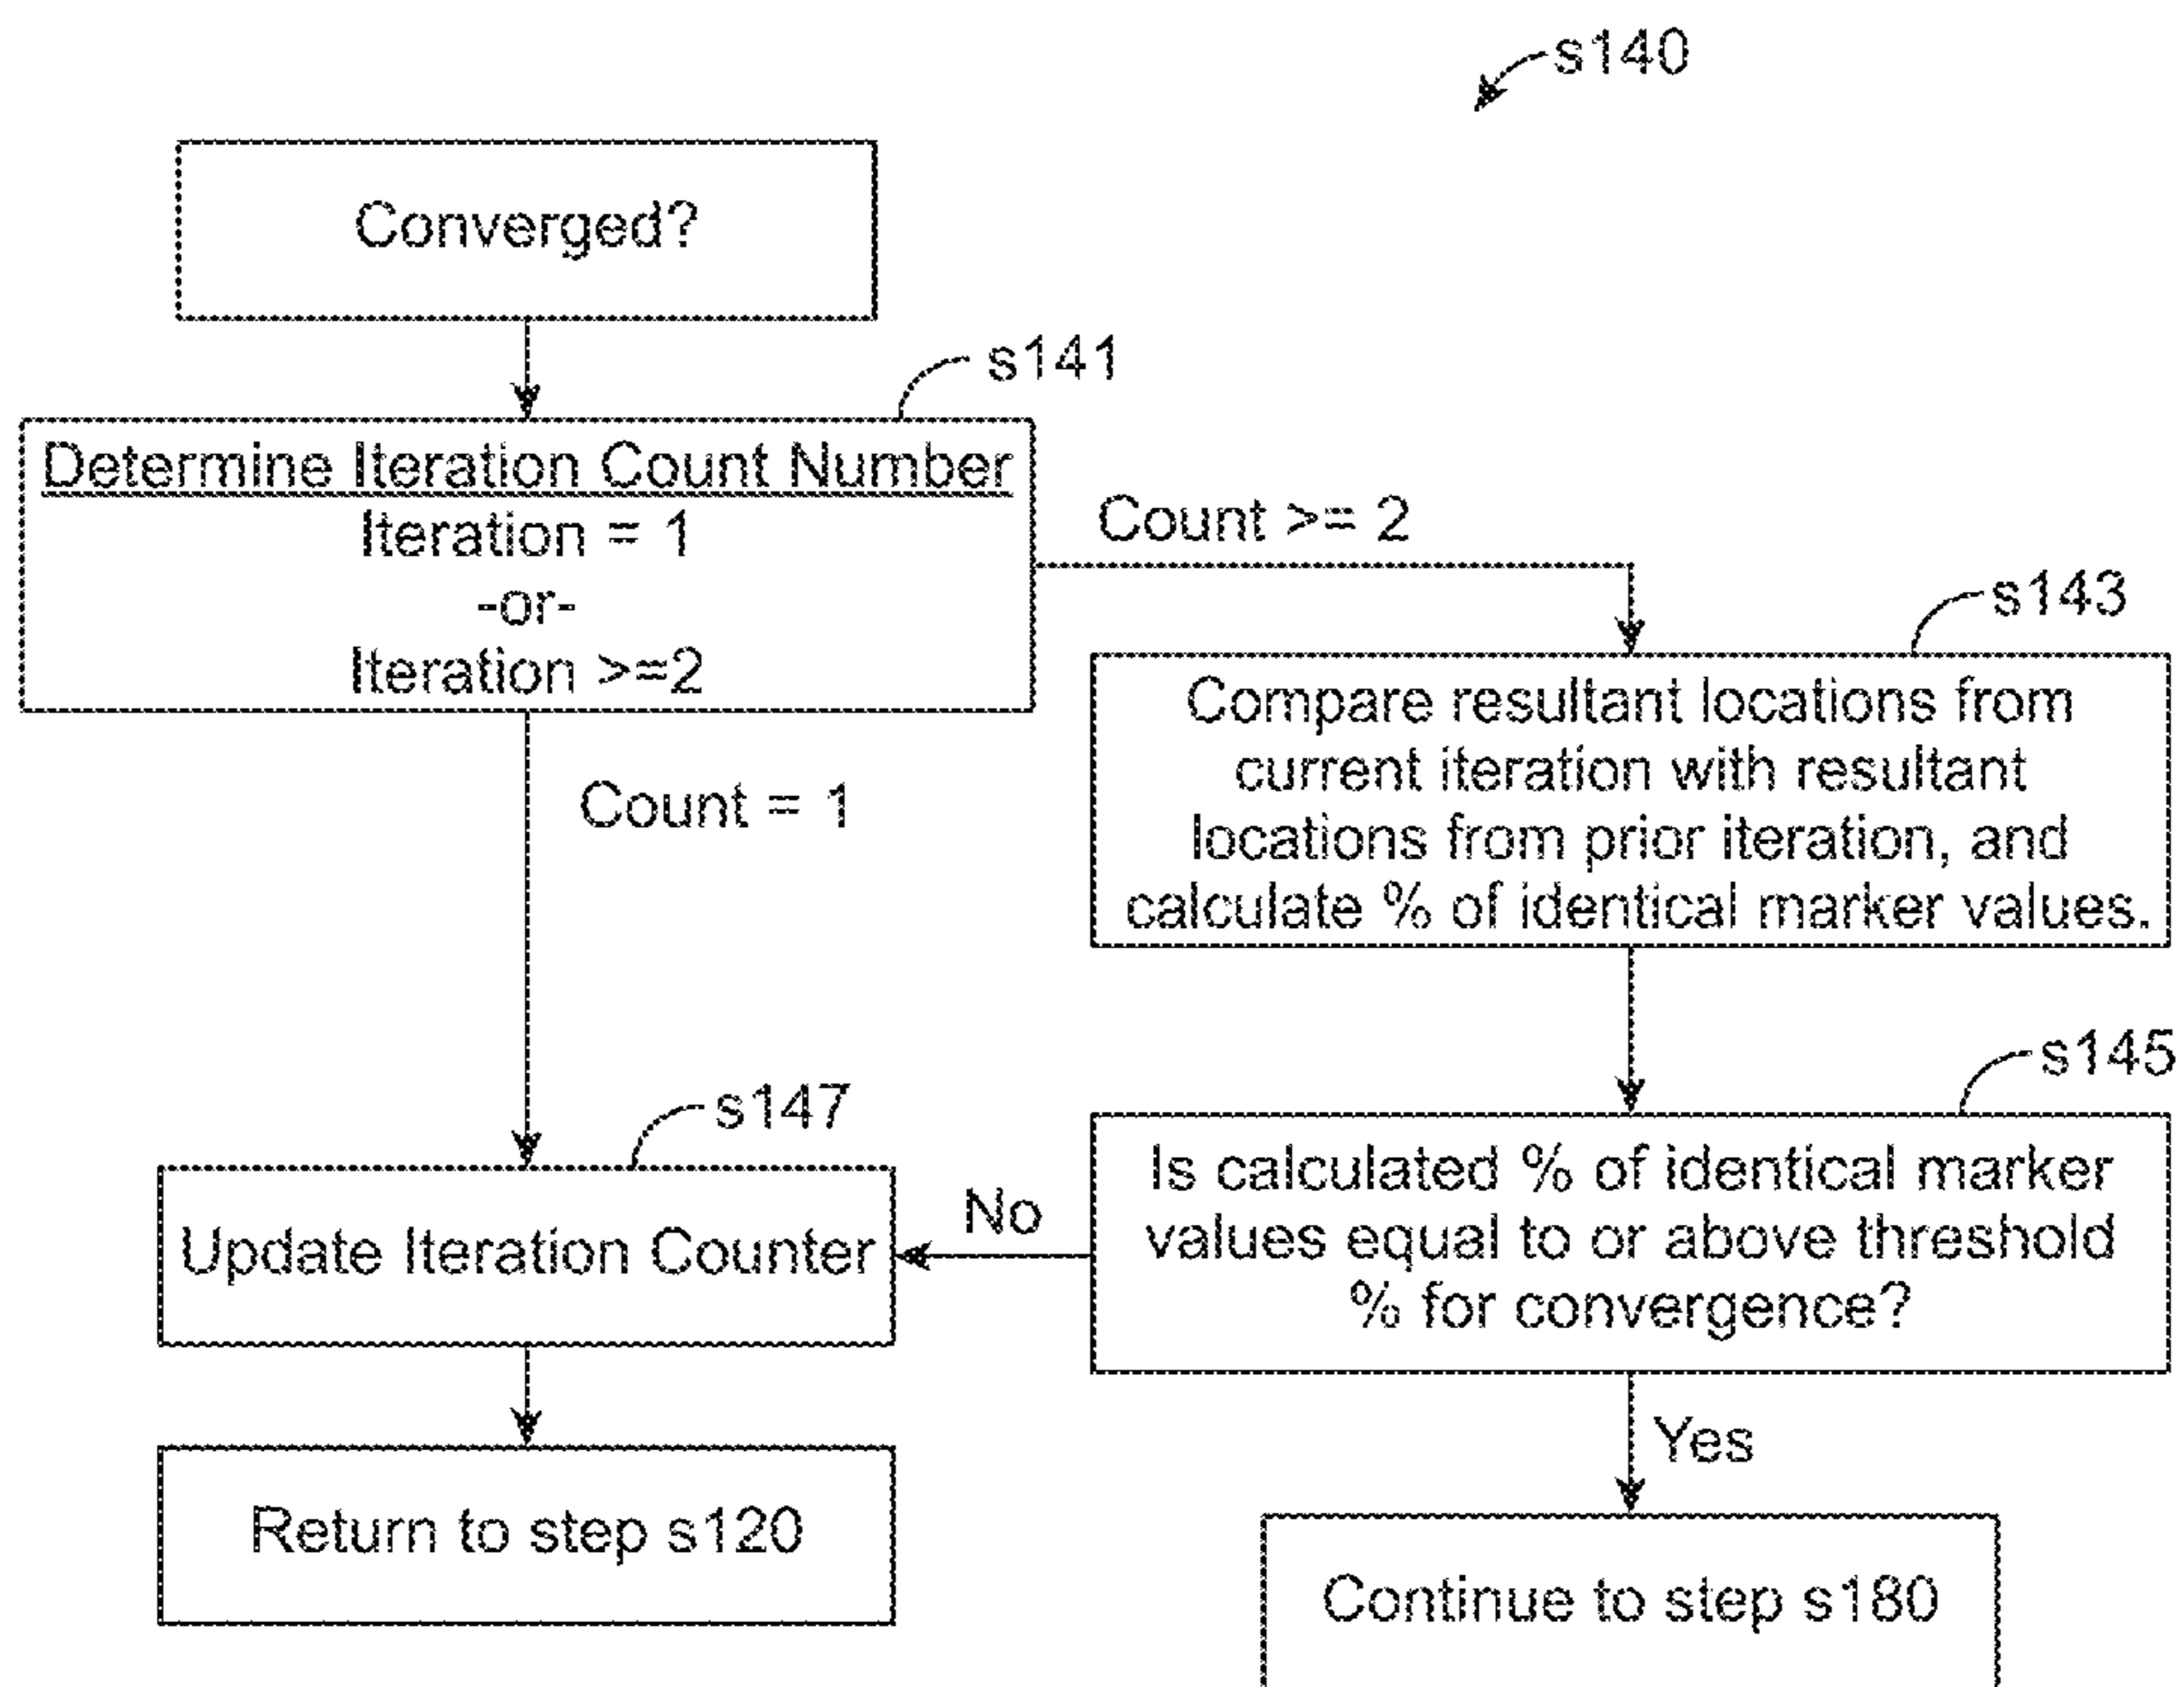 s140
Converged?
s141
Determine Iteration Count Number
Iteration = 1
-or-
Iteration >=2
Count >= 2
s143
Compare resultant locations from
current iteration with resultant
locations from prior iteration, and
calculate % of identical marker values.
Count = 1
s145
Is calculated % of identical marker
values equal to or above threshold
% for convergence?
s147
Update Iteration Counter
No
Yes
Return to step s120
Continue to step s180